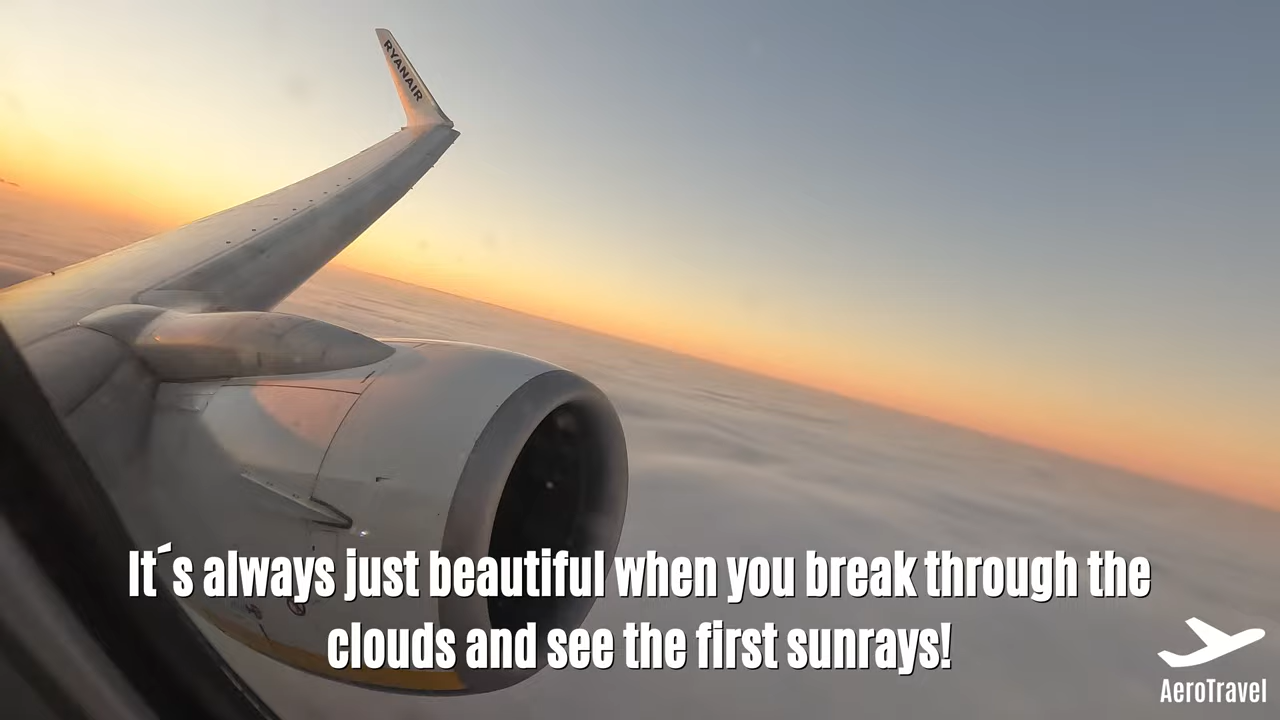 RYANAIR
It´s always just beautiful when you break through the
clouds and see the first sunrays!
AeroTravel